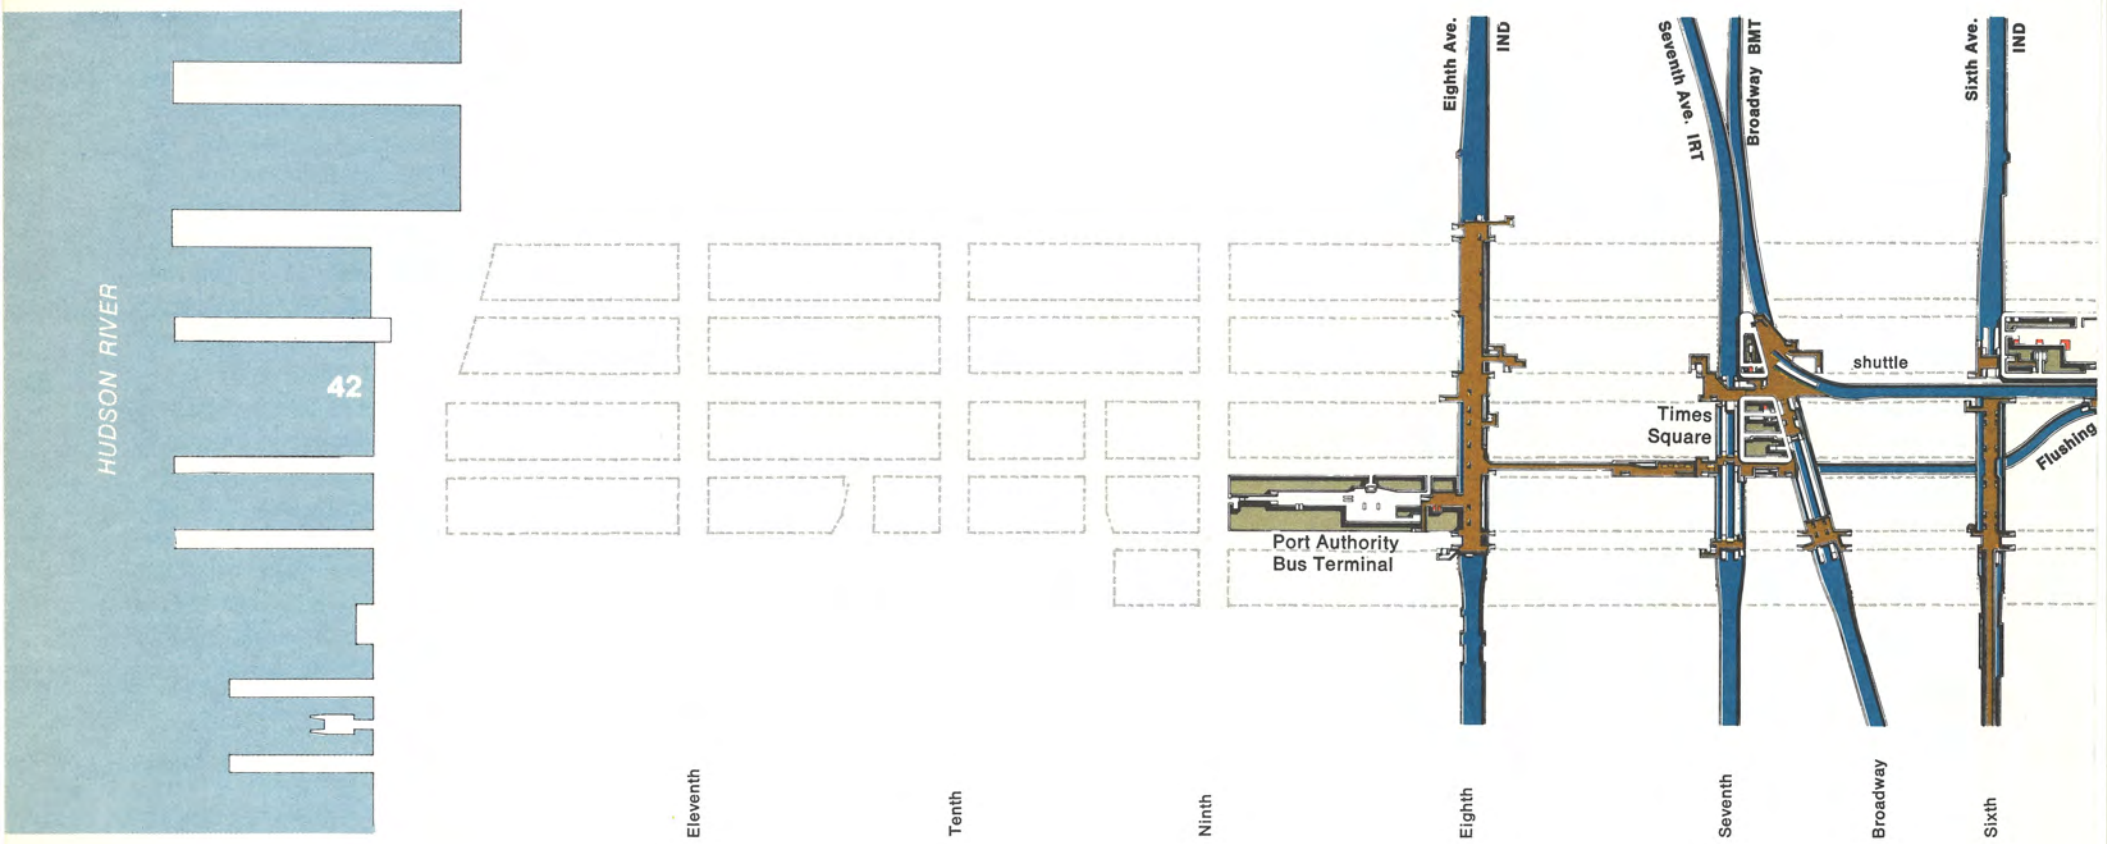 Eighth Ave.
IND
Seventh Ave. IRT
Broadway BMT
Sixth Ave.
IND
HUDSON RIVER
42
shuttle
Times
Square
Flushing
Port Authority
Bus Terminal
Eleventh
Tenth
Ninth
Eighth
Seventh
Broadway
Sixth